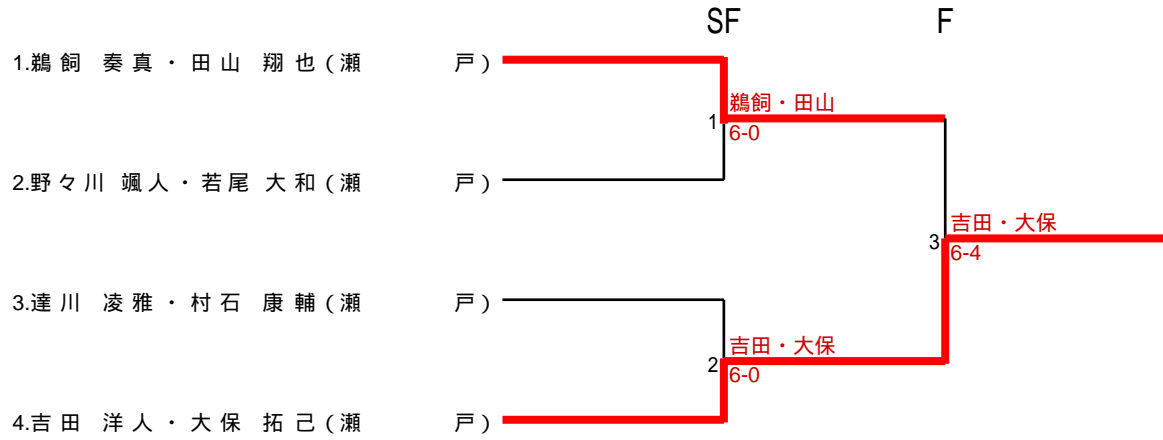 SF F
1.鵜飼 奏真・田山 翔也(瀬 戸)
鵜飼・田山
1
6-0
2.野々川 颯人・若尾 大和(瀬 戸)
吉田・大保
3
6-4
3.達川 凌雅・村石 康輔(瀬 戸)
吉田・大保
2
6-0
4.吉田 洋人・大保 拓己(瀬 戸)